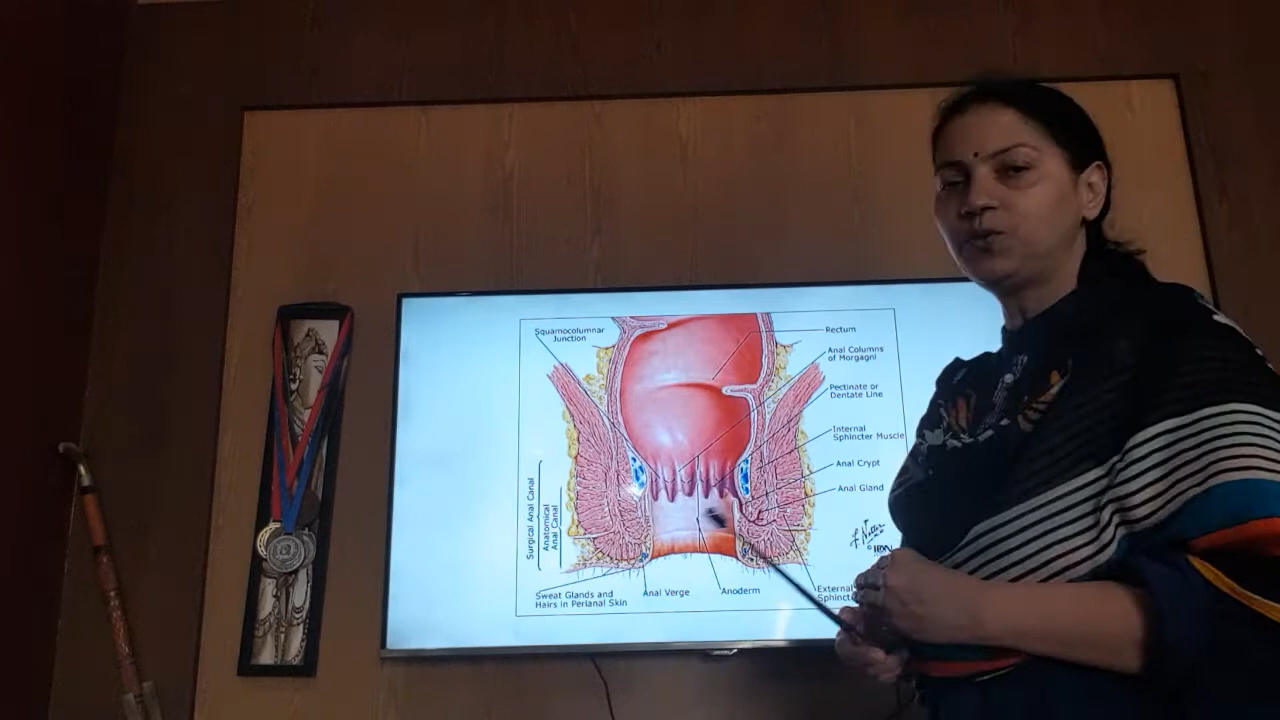 Squamocolumnar
Junction
Rectum
Anal Columns
of Morgagni
Pectinate or
Dentate Line
Internal
Sphincter Muscle
Anal Crypt
Anal Gland
Surgical Anal Canal
Anatomical
Anal Canal
Sweat Glands and
Hairs in Perianal Skin
Anal Verge
Anoderm
External
F. Netter
M.D.